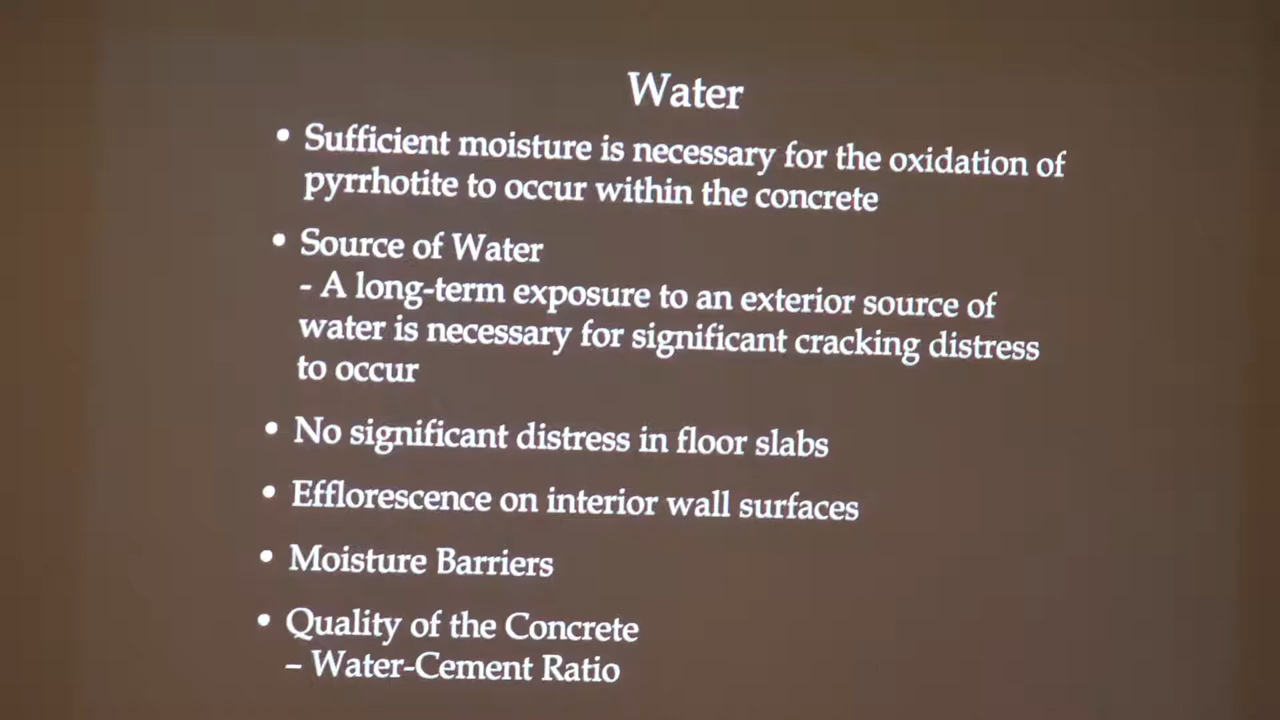 Water
• Sufficient moisture is necessary for the oxidation of
pyrrhotite to occur within the concrete
• Source of Water
- A long-term exposure to an exterior source of
water is necessary for significant cracking distress
to occur
• No significant distress in floor slabs
• Efflorescence on interior wall surfaces
• Moisture Barriers
• Quality of the Concrete
– Water-Cement Ratio